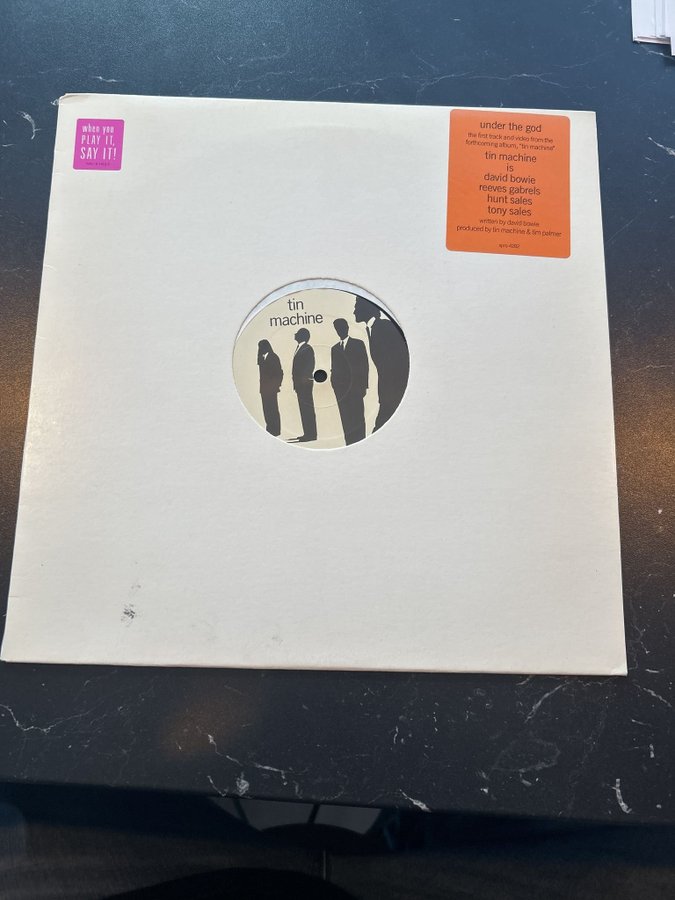 when you
PLAY IT,
SAY IT!
under the god
the first track and video from the
forthcoming album, "tin machine"
tin machine
is
david bowie
reeves gabrels
hunt sales
tony sales
written by david bowie
produced by tin machine & tim palmer
spro-4282
tin
machine